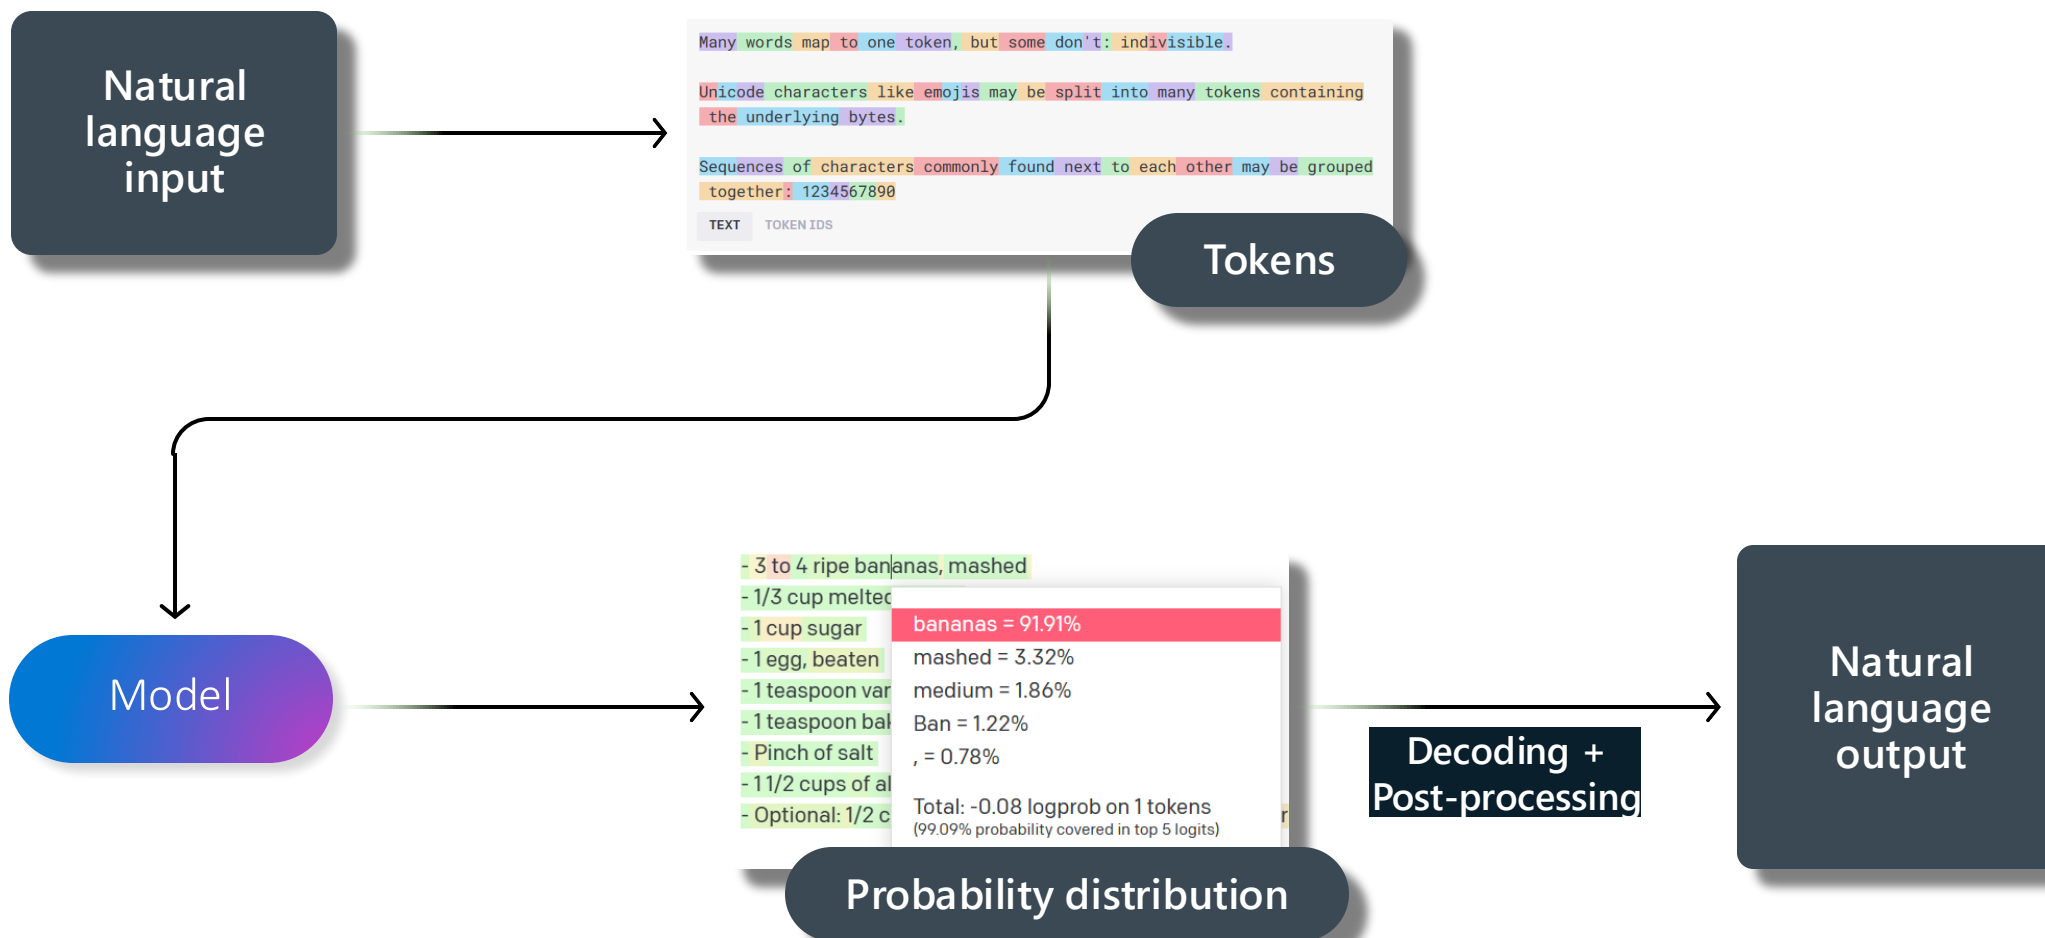 Natural
language
input
Many words map to one token, but some don't: indivisible.
Unicode characters like emojis may be split into many tokens containing
the underlying bytes.
Sequences of characters commonly found next to each other may be grouped
together: 1234567890
TEXT TOKEN IDS
Tokens
Model
- 3 to 4 ripe bananas, mashed
- 1/3 cup melted
- 1 cup sugar
- 1 egg, beaten
- 1 teaspoon van
- 1 teaspoon bak
- Pinch of salt
- 1 1/2 cups of al
- Optional: 1/2 c
r
bananas = 91.91%
mashed = 3.32%
medium = 1.86%
Ban = 1.22%
, = 0.78%
Total: -0.08 logprob on 1 tokens
(99.09% probability covered in top 5 logits)
Probability distribution
Decoding +
Post-processing
Natural
language
output